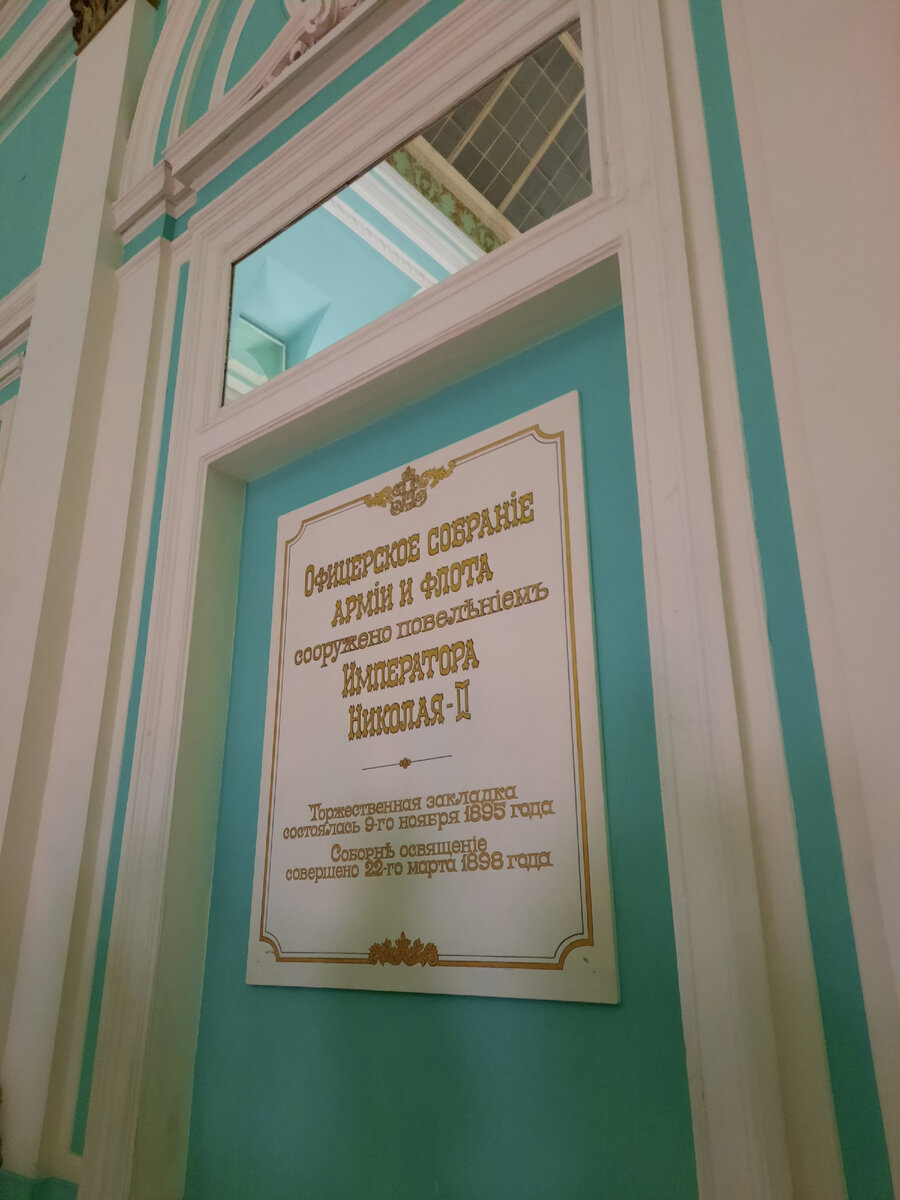 Офицерское собраніе
арміи и флота
сооружено повелѣніемъ
Императора
Николая-II
Торжественная закладка
состоялась 9-го ноября 1895 года
Соборнѣ освященіе
совершено 22-го марта 1898 года